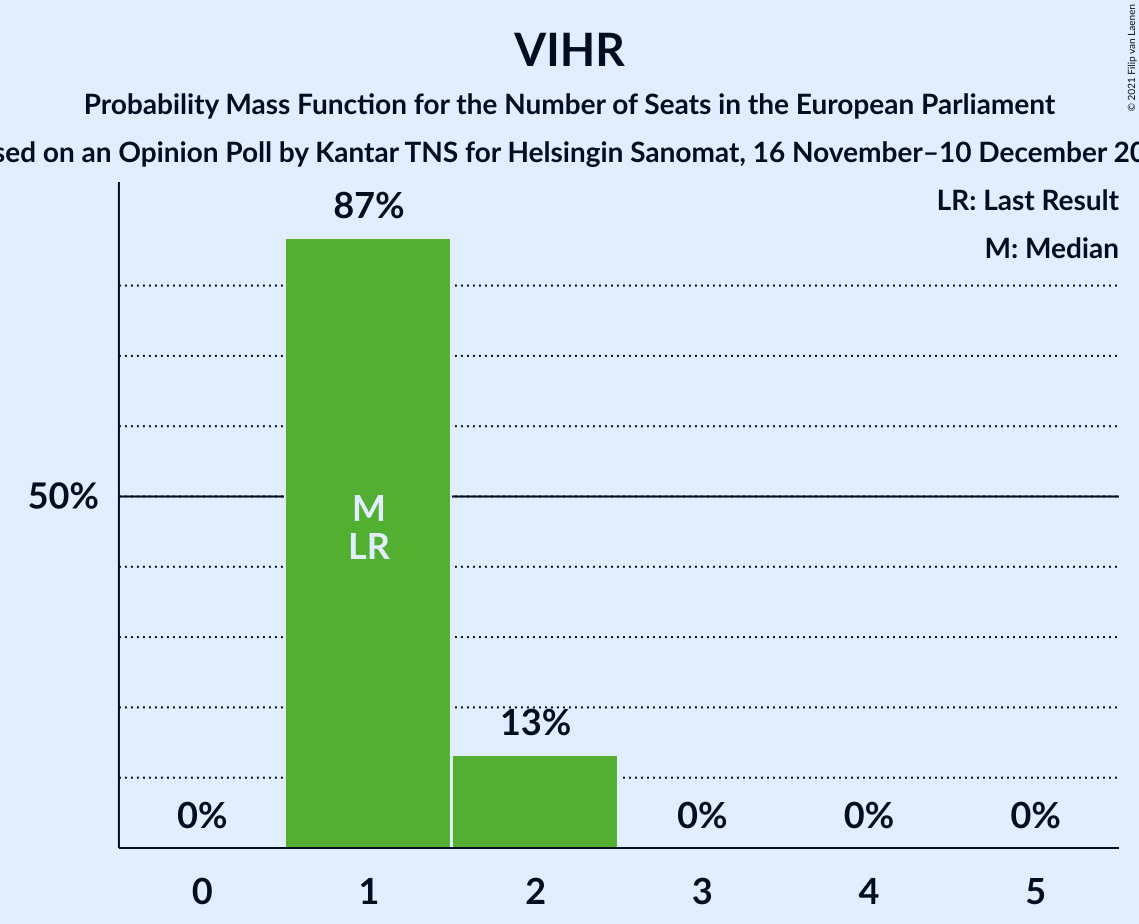 VIHR
Probability Mass Function for the Number of Seats in the European Parliament
on an Opinion Poll by Kantar TNS for Helsingin Sanomat, 16 November–10 December
© 2021 Filip van Laenen
LR: Last Result
M: Median
87%
50%
M
LR
13%
0%
0%
0%
0%
0
1
2
3
4
5